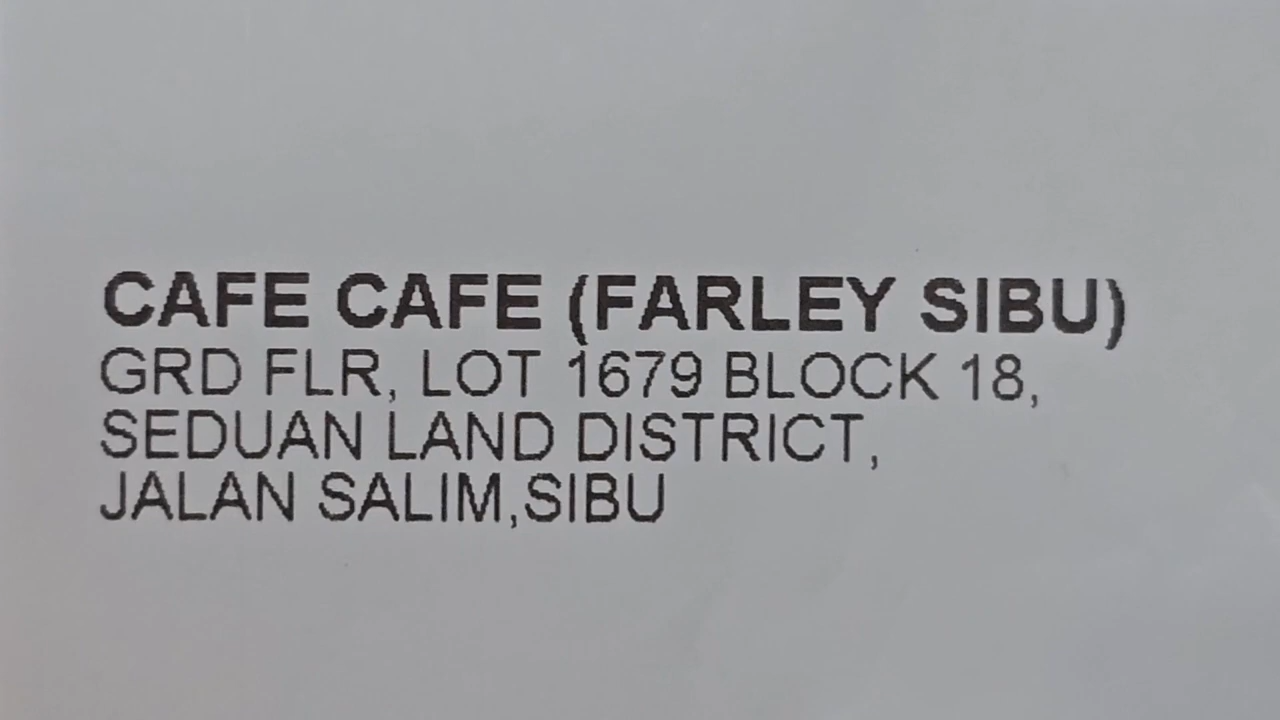 CAFE CAFE (FARLEY SIBU)
GRD FLR, LOT 1679 BLOCK 18,
SEDUAN LAND DISTRICT,
JALAN SALIM,SIBU